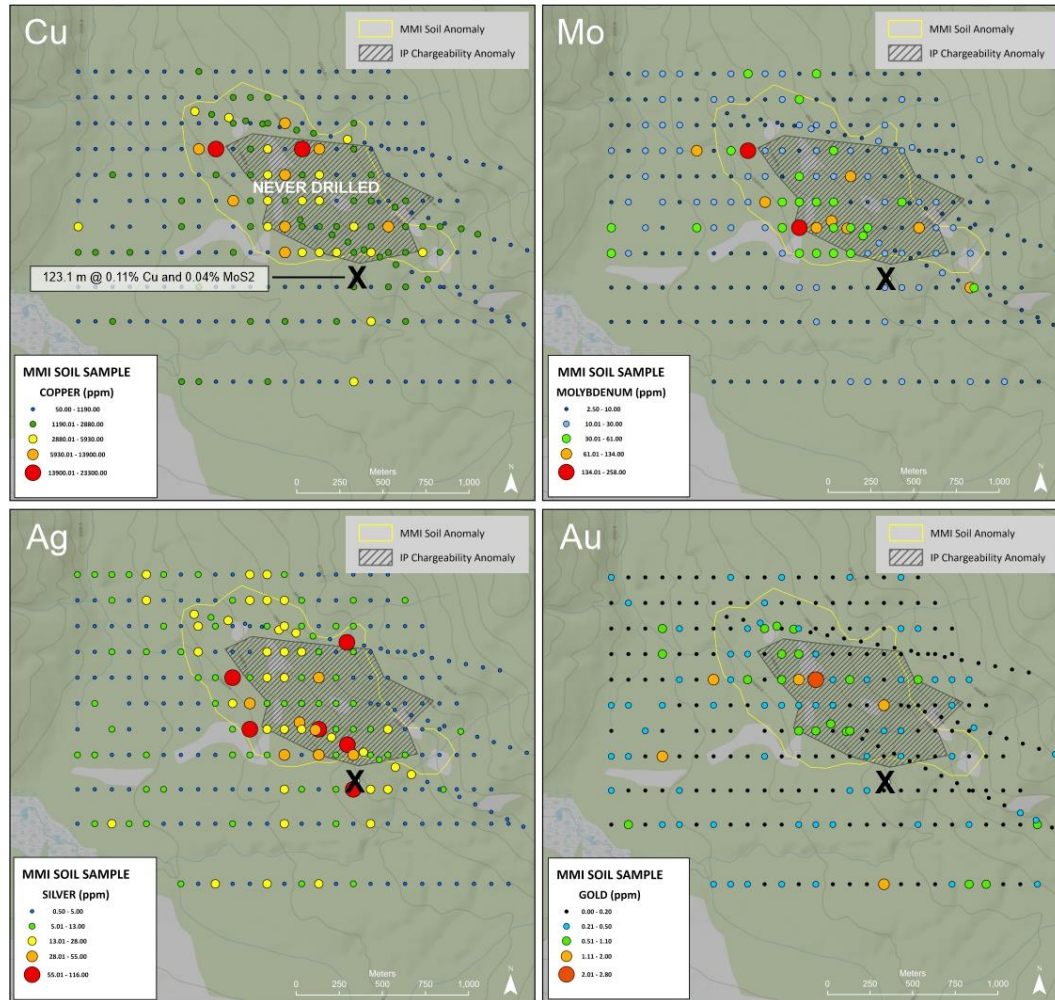 Cu
MMI Soil Anomaly
IP Chargeability Anomaly
NEVER DRILLED
123.1 m @ 0.11% Cu and 0.04% MoS2
X
MMI SOIL SAMPLE
COPPER (ppm)
50.00 - 1190.00
1190.01 - 2880.00
2880.01 - 5930.00
5930.01 - 13900.00
13900.01 - 23300.00
Meters
0 250 500 1,000
N
Mo
MMI Soil Anomaly
IP Chargeability Anomaly
X
MMI SOIL SAMPLE
MOLYBDENUM (ppm)
2.50 - 10.00
10.01 - 30.00
30.01 - 61.00
61.01 - 134.00
134.01 - 258.00
Meters
0 250 500 1,000
N
Ag
MMI Soil Anomaly
IP Chargeability Anomaly
X
MMI SOIL SAMPLE
SILVER (ppm)
0.50 - 5.00
5.01 - 13.00
13.01 - 28.00
28.01 - 55.00
55.01 - 116.00
Meters
0 250 500 1,000
N
Au
MMI Soil Anomaly
IP Chargeability Anomaly
X
MMI SOIL SAMPLE
GOLD (ppm)
0.00 - 0.20
0.21 - 0.50
0.51 - 1.10
1.11 - 2.00
2.01 - 2.80
Meters
0 250 500 1,000
N